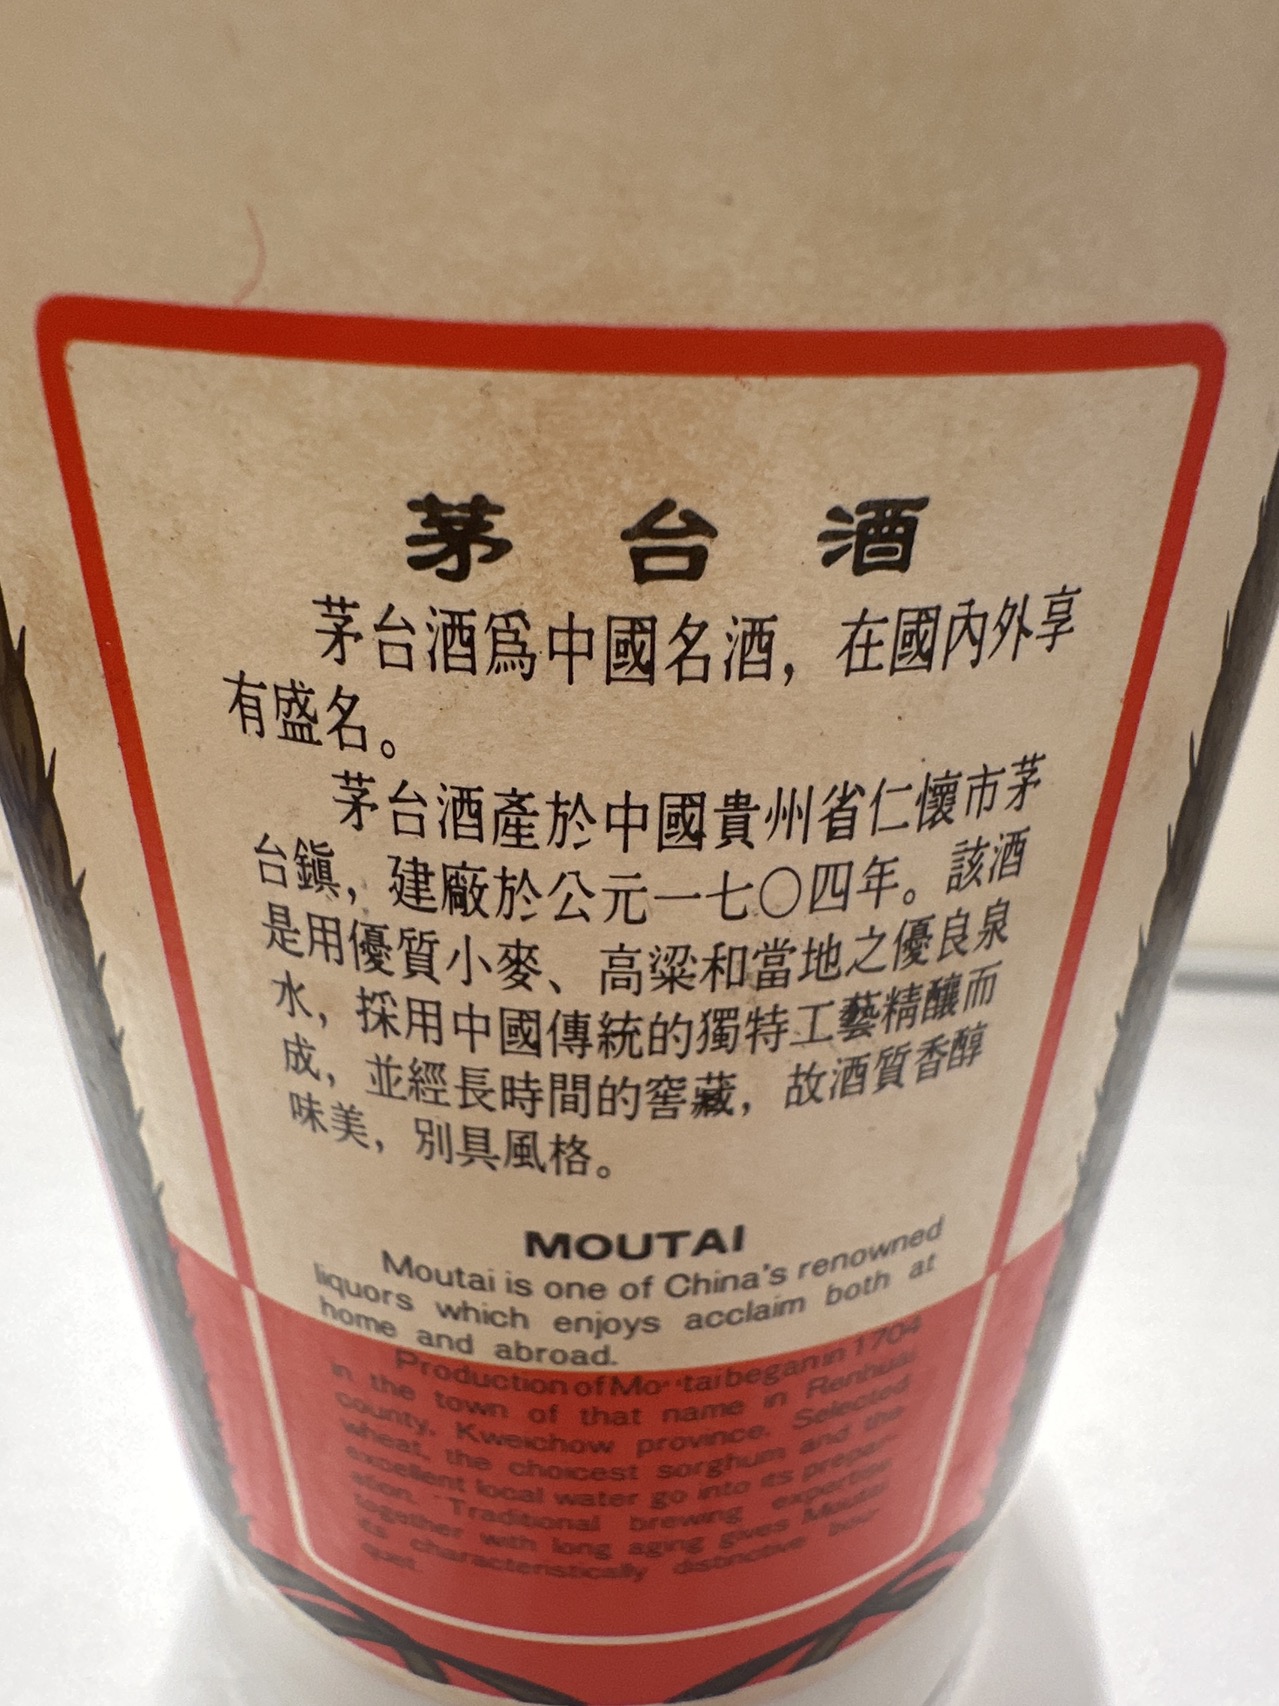 茅台酒
茅台酒爲中國名酒，在國內外享
有盛名。
茅台酒產於中國貴州省仁懷市茅
台鎮，建廠於公元一七〇四年。該酒
是用優質小麥、高粱和當地之優良泉
水，採用中國傳統的獨特工藝精釀而
成，並經長時間的窖藏，故酒質香醇
味美，別具風格。
MOUTAI
Moutai is one of China's renowned
liquors which enjoys acclaim both at
home and abroad.
Production of Moutai began in 1704
in the town of that name in Renhuai
county, Kweichow province. Selected
wheat, the choicest sorghum and the
excellent local water go into its prepar-
ation. Traditional brewing expertise
together with long aging gives Moutai
its characteristically distinctive bou-
quet.